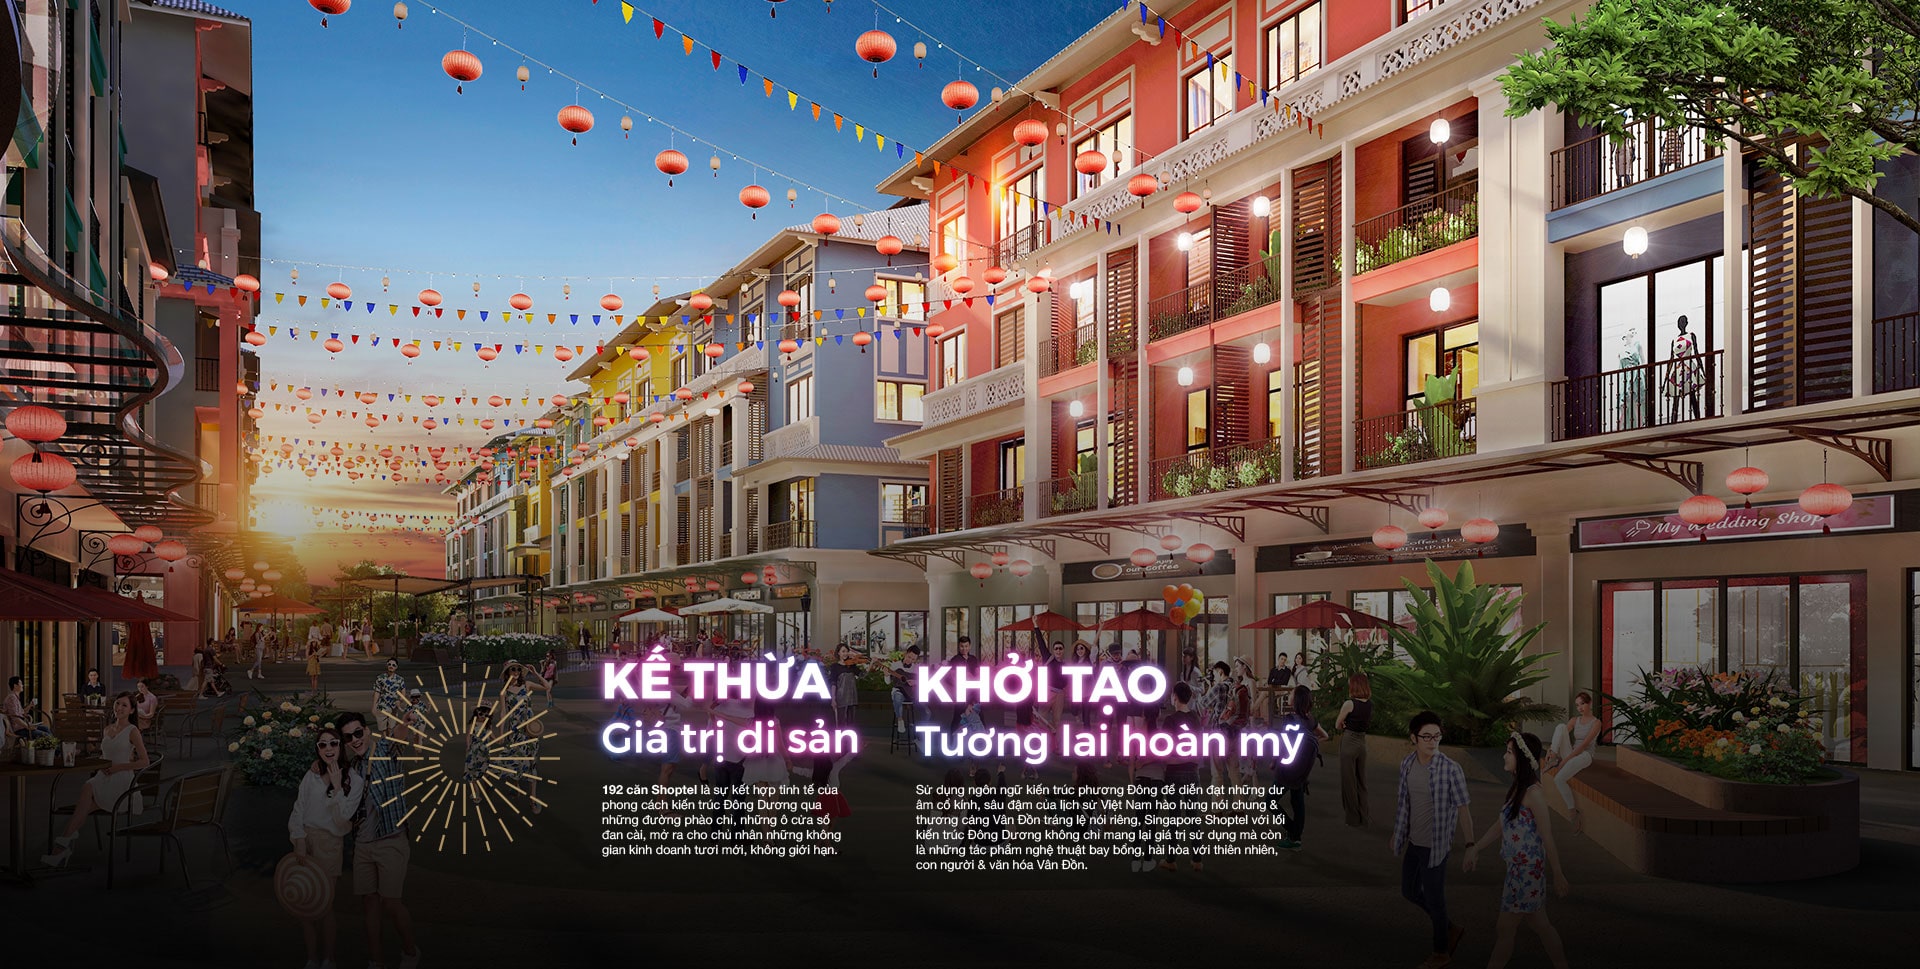 My Wedding Shop
Coffee Shop
@FirstPark
Enjoy
our Coffee
KẾ THỪA
Giá trị di sản
192 căn Shoptel là sự kết hợp tinh tế của
phong cách kiến trúc Đông Dương qua
những đường phào chỉ, những ô cửa sổ
đan cài, mở ra cho chủ nhân những không
gian kinh doanh tươi mới, không giới hạn.
KHỞI TẠO
Tương lai hoàn mỹ
Sử dụng ngôn ngữ kiến trúc phương Đông để diễn đạt những dư
âm cổ kính, sâu đậm của lịch sử Việt Nam hào hùng nói chung &
thương cảng Vân Đồn tráng lệ nói riêng, Singapore Shoptel với lối
kiến trúc Đông Dương không chỉ mang lại giá trị sử dụng mà còn
là những tác phẩm nghệ thuật bay bổng, hài hòa với thiên nhiên,
con người & văn hóa Vân Đồn.